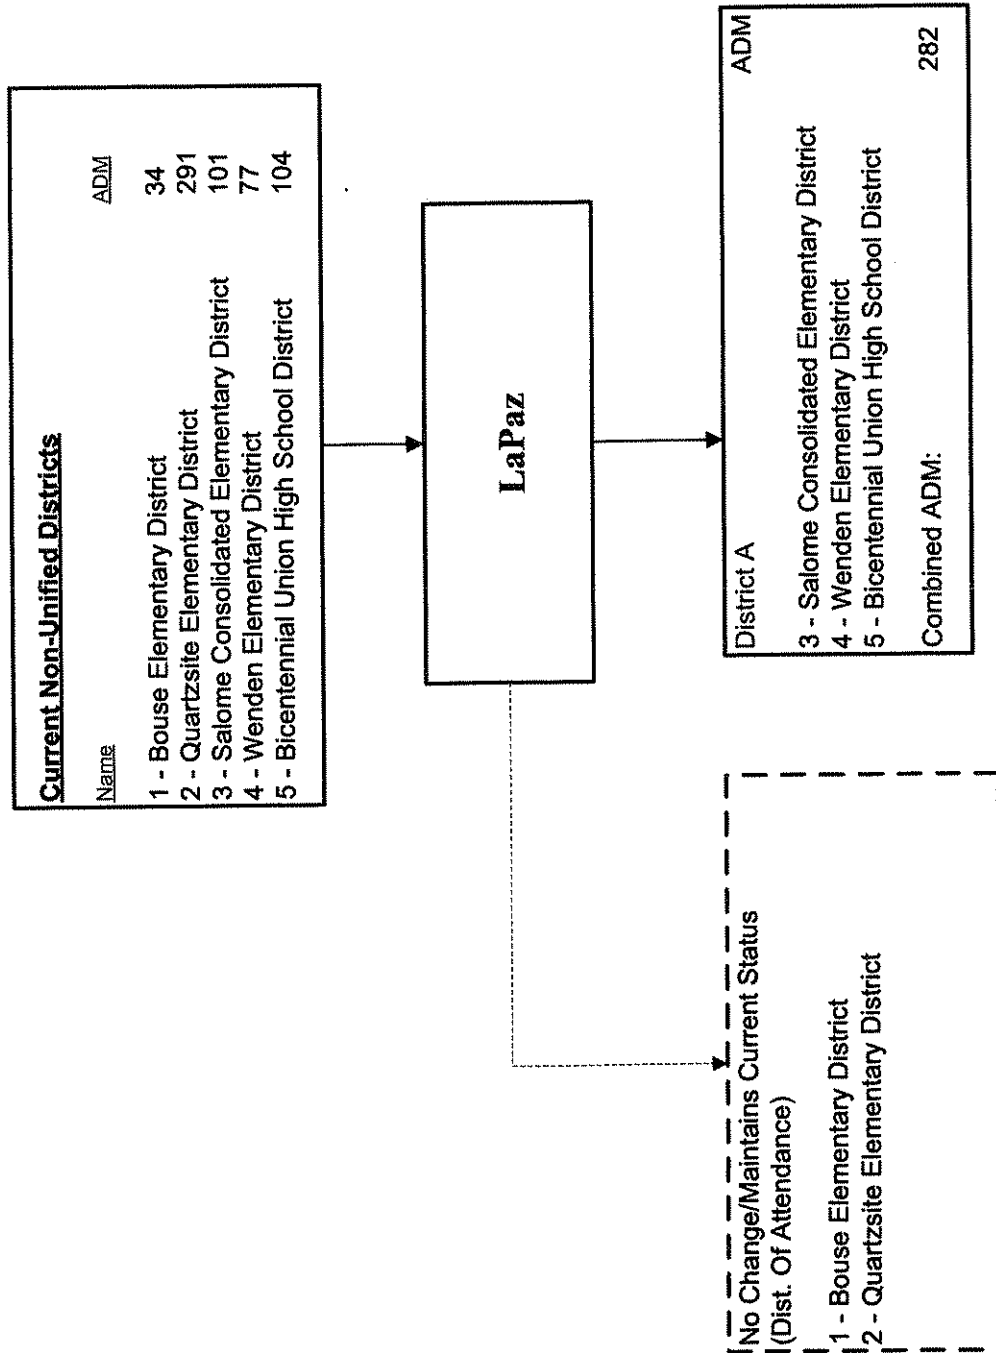 Current Non-Unified Districts
Name ADM
1 - Bouse Elementary District 34
2 - Quartzsite Elementary District 291
3 - Salome Consolidated Elementary District 101
4 - Wenden Elementary District 77
5 - Bicentennial Union High School District 104
LaPaz
No Change/Maintains Current Status
(Dist. Of Attendance)
1 - Bouse Elementary District
2 - Quartzsite Elementary District
District A ADM
3 - Salome Consolidated Elementary District
4 - Wenden Elementary District
5 - Bicentennial Union High School District
Combined ADM: 282